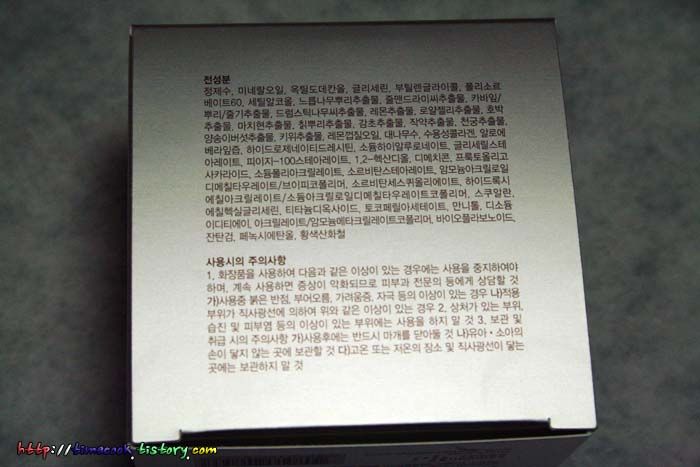 전성분
정제수, 미네랄오일, 옥틸도데칸올, 글리세린, 부틸렌글라이콜, 폴리소르
베이트60, 세틸알코올, 느릅나무뿌리추출물, 줄맨드라이씨추출물, 카바잎/
뿌리/줄기추출물, 드럼스틱나무씨추출물, 레몬추출물, 로얄젤리추출물, 호박
추출물, 마치현추출물, 칡뿌리추출물, 감초추출물, 작약추출물, 천궁추출물,
양송이버섯추출물, 키위추출물, 레몬껍질오일, 대나무수, 수용성콜라겐, 알로에
베라잎즙, 하이드로제네이티드레시틴, 소듐하이알루로네이트, 글리세릴스테
아레이트, 피이지-100스테아레이트, 1,2-헥산디올, 디메치콘, 프룩토올리고
사카라이드, 소듐폴리아크릴레이트, 소르비탄스테아레이트, 암모늄아크릴로일
디메칠타우레이트/브이피코폴리머, 소르비탄세스퀴올리에이트, 하이드록시
에칠아크릴레이트/소듐아크릴로일디메칠타우레이트코폴리머, 스쿠알란,
에칠헥실글리세린, 티타늄디옥사이드, 토코페릴아세테이트, 만니톨, 디소듐
이디티에이, 아크릴레이트/암모늄메타크릴레이트코폴리머, 바이오플라보노이드,
잔탄검, 페녹시에탄올, 황색산화철
사용시의 주의사항
1. 화장품을 사용하여 다음과 같은 이상이 있는 경우에는 사용을 중지하여야
하며, 계속 사용하면 증상이 악화되므로 피부과 전문의 등에게 상담할 것
가)사용중 붉은 반점, 부어오름, 가려움증, 자극 등의 이상이 있는 경우 나)적용
부위가 직사광선에 의하여 위와 같은 이상이 있는 경우 2. 상처가 있는 부위,
습진 및 피부염 등의 이상이 있는 부위에는 사용을 하지 말 것 3. 보관 및
취급 시의 주의사항 가)사용후에는 반드시 마개를 닫아둘 것 나)유아·소아의
손이 닿지 않는 곳에 보관할 것 다)고온 또는 저온의 장소 및 직사광선이 닿는
곳에는 보관하지 말 것
http://timecook.tistory.com